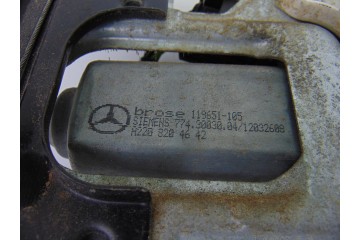 brose 119651-105
SIEMENS 774.30030.04/12032608
A220 820 46 42